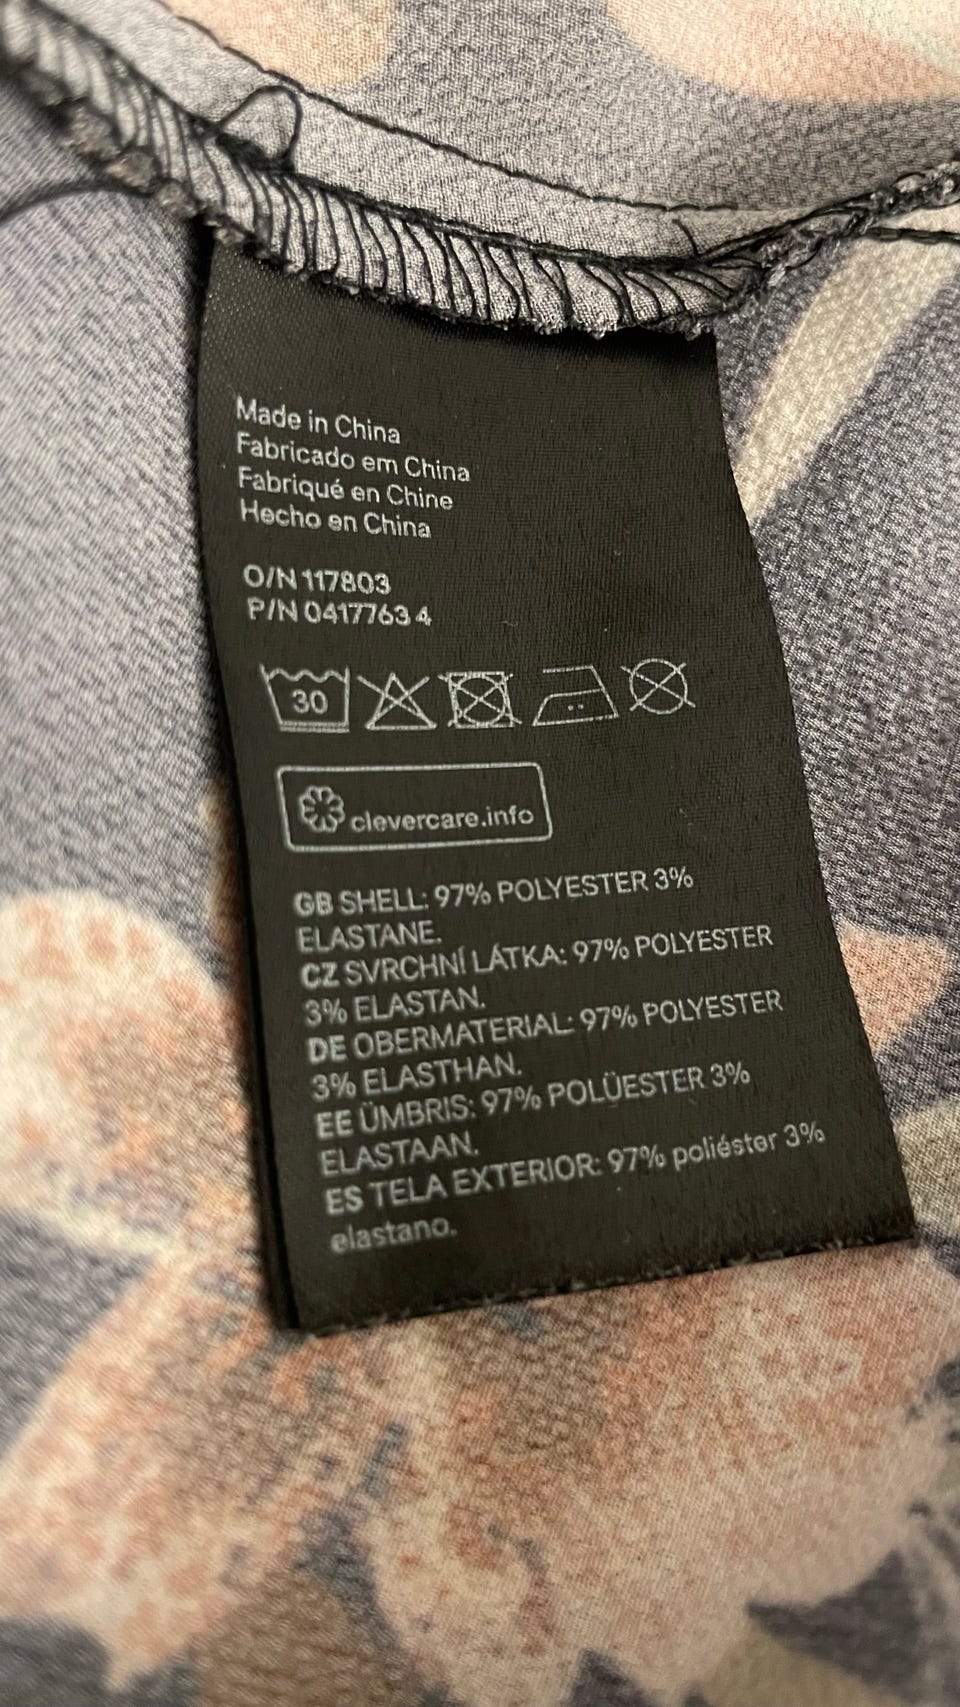 Made in China
Fabricado em China
Fabriqué en Chine
Hecho en China
O/N 117803
P/N 0417763 4
30
clevercare.info
GB SHELL: 97% POLYESTER 3%
ELASTANE.
CZ SVRCHNÍ LÁTKA: 97% POLYESTER
3% ELASTAN.
DE OBERMATERIAL: 97% POLYESTER
3% ELASTHAN.
EE ÜMBRIS: 97% POLÜESTER 3%
ELASTAAN.
ES TELA EXTERIOR: 97% poliéster 3%
elastano.